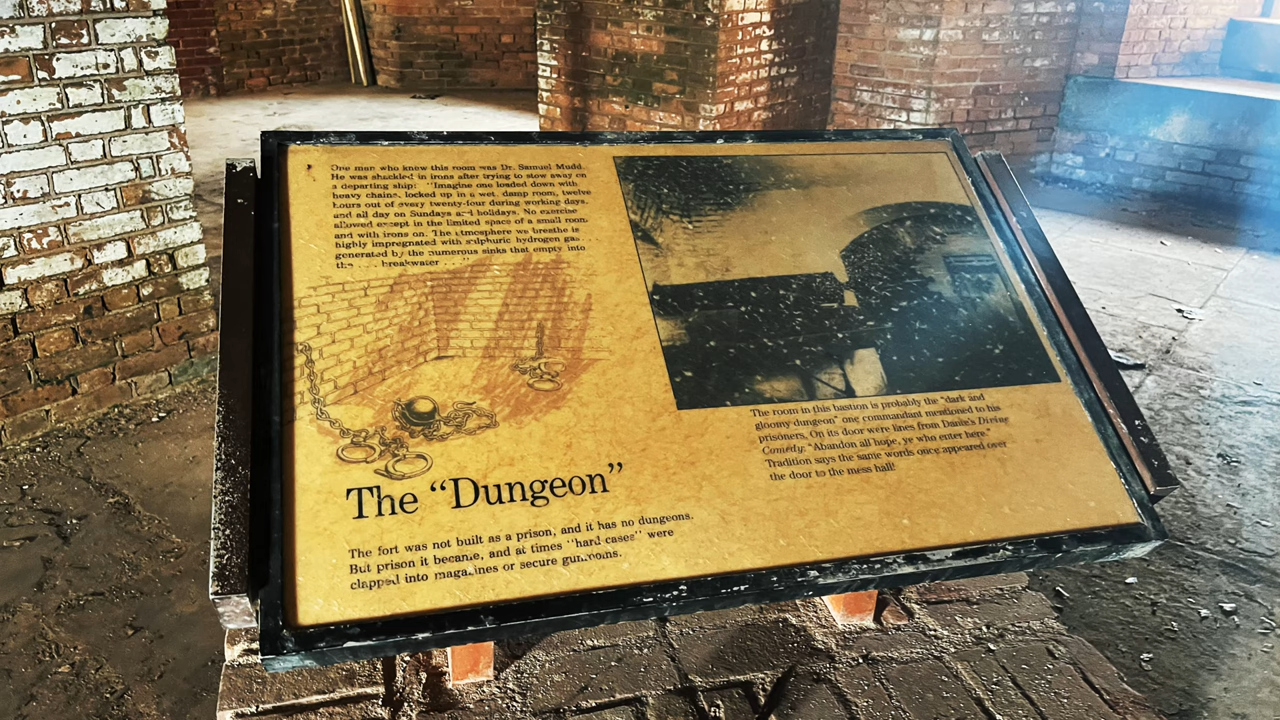 One man who knew this room was Dr. Samuel Mudd.
He was shackled in irons after trying to stow away on
a departing ship: "Imagine one loaded down with
heavy chains, locked up in a wet, damp room, twelve
hours out of every twenty-four during working days,
and all day on Sundays and holidays. No exercise
allowed except in the limited space of a small room,
and with irons on. The atmosphere we breathe is
highly impregnated with sulphuric hydrogen gas. . .
generated by the numerous sinks that empty into
the . . . breakwater . . . ."
The "Dungeon"
The fort was not built as a prison, and it has no dungeons.
But prison it became, and at times "hard cases" were
clapped into magazines or secure gunrooms.
The room in this bastion is probably the "dark and
gloomy dungeon" one commandant mentioned to his
prisoners. On its door were lines from Dante's Divine
Comedy: "Abandon all hope, ye who enter here."
Tradition says the same words once appeared over
the door to the mess hall!